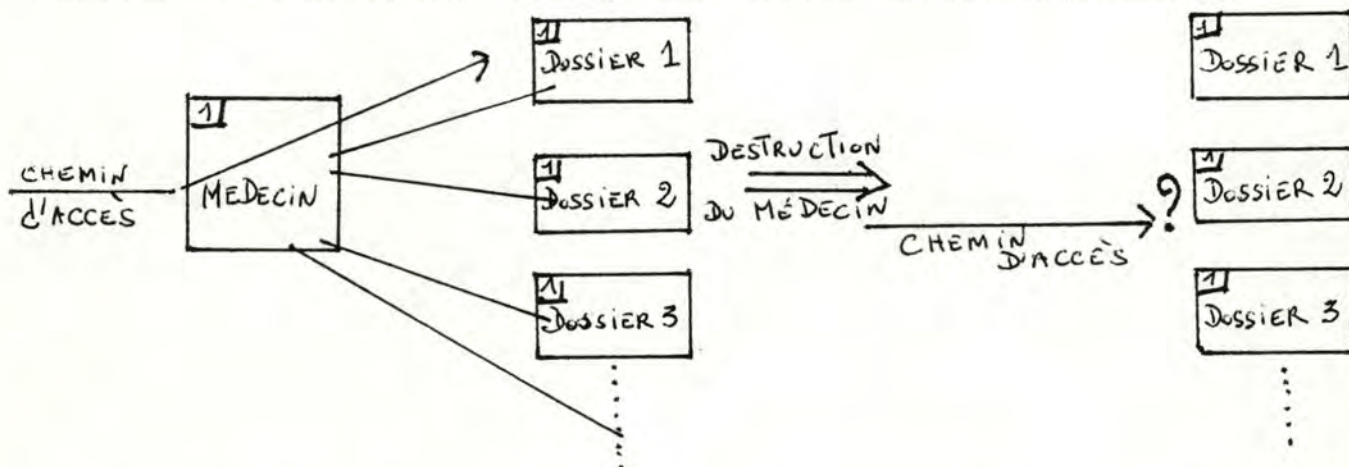 CHEMIN
d'ACCÈS
1
MEDECIN
1
DOSSIER 1
1
DOSSIER 2
1
DOSSIER 3
DESTRUCTION
DU MÉDECIN
CHEMIN
D'ACCÈS
?
1
DOSSIER 1
1
DOSSIER 2
1
DOSSIER 3